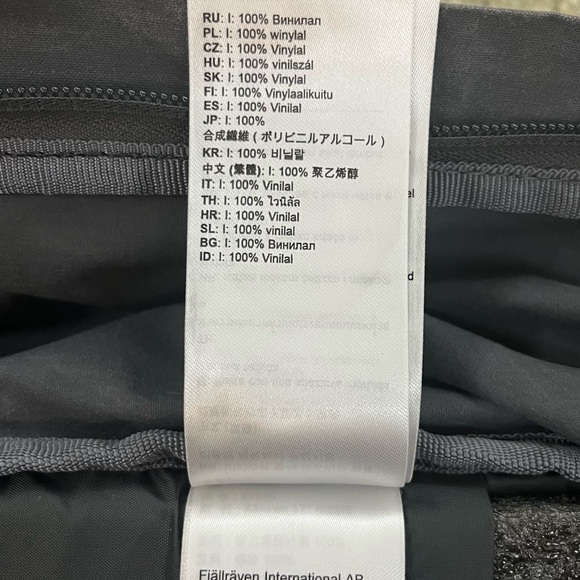 RU: I: 100% Винилал
PL: I: 100% winylal
CZ: I: 100% Vinylal
HU: I: 100% vinilszál
SK: I: 100% Vinylal
FI: I: 100% Vinylaalikuitu
ES: I: 100% Vinilal
JP: I: 100%
合成繊維 ( ポリビニルアルコール )
KR: I: 100% 비닐랄
中文 (繁體): I: 100% 聚乙烯醇
IT: I: 100% Vinilal
TH: I: 100% ไวนิลัล
HR: I: 100% Vinilal
SL: I: 100% vinilal
BG: I: 100% Винилал
ID: I: 100% Vinilal
Fjällräven International AB